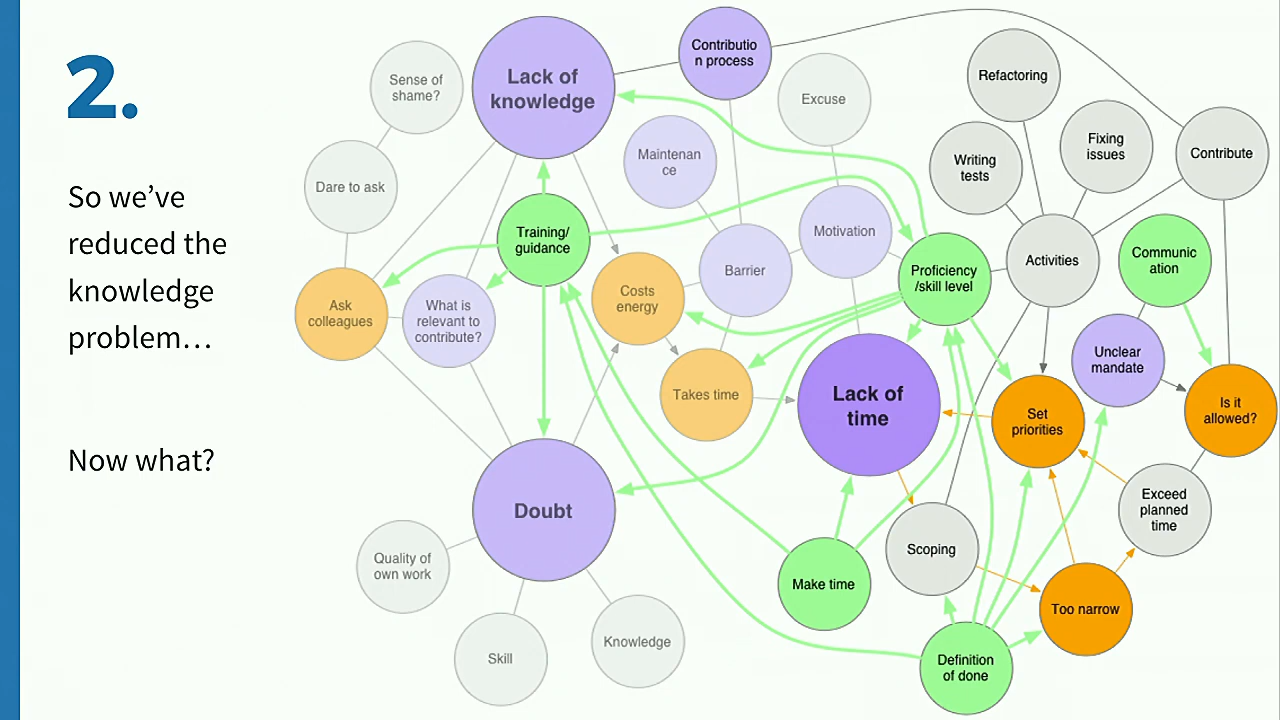 2.
So we've
reduced the
knowledge
problem...
Now what?
Sense of
shame?
Lack of
knowledge
Contributio
n process
Excuse
Refactoring
Fixing
issues
Contribute
Writing
tests
Maintenan
ce
Dare to ask
Training/
guidance
Motivation
Barrier
Proficiency
/skill level
Activities
Communic
ation
Ask
colleagues
What is
relevant to
contribute?
Costs
energy
Unclear
mandate
Takes time
Lack of
time
Set
priorities
Is it
allowed?
Doubt
Exceed
planned
time
Scoping
Quality of
own work
Make time
Too narrow
Skill
Knowledge
Definition
of done